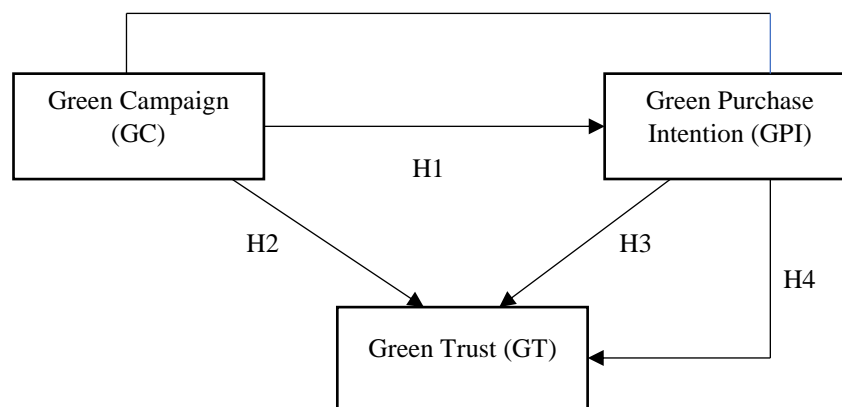 Green Campaign
(GC)
Green Purchase
Intention (GPI)
H1
H2
H3
H4
Green Trust (GT)